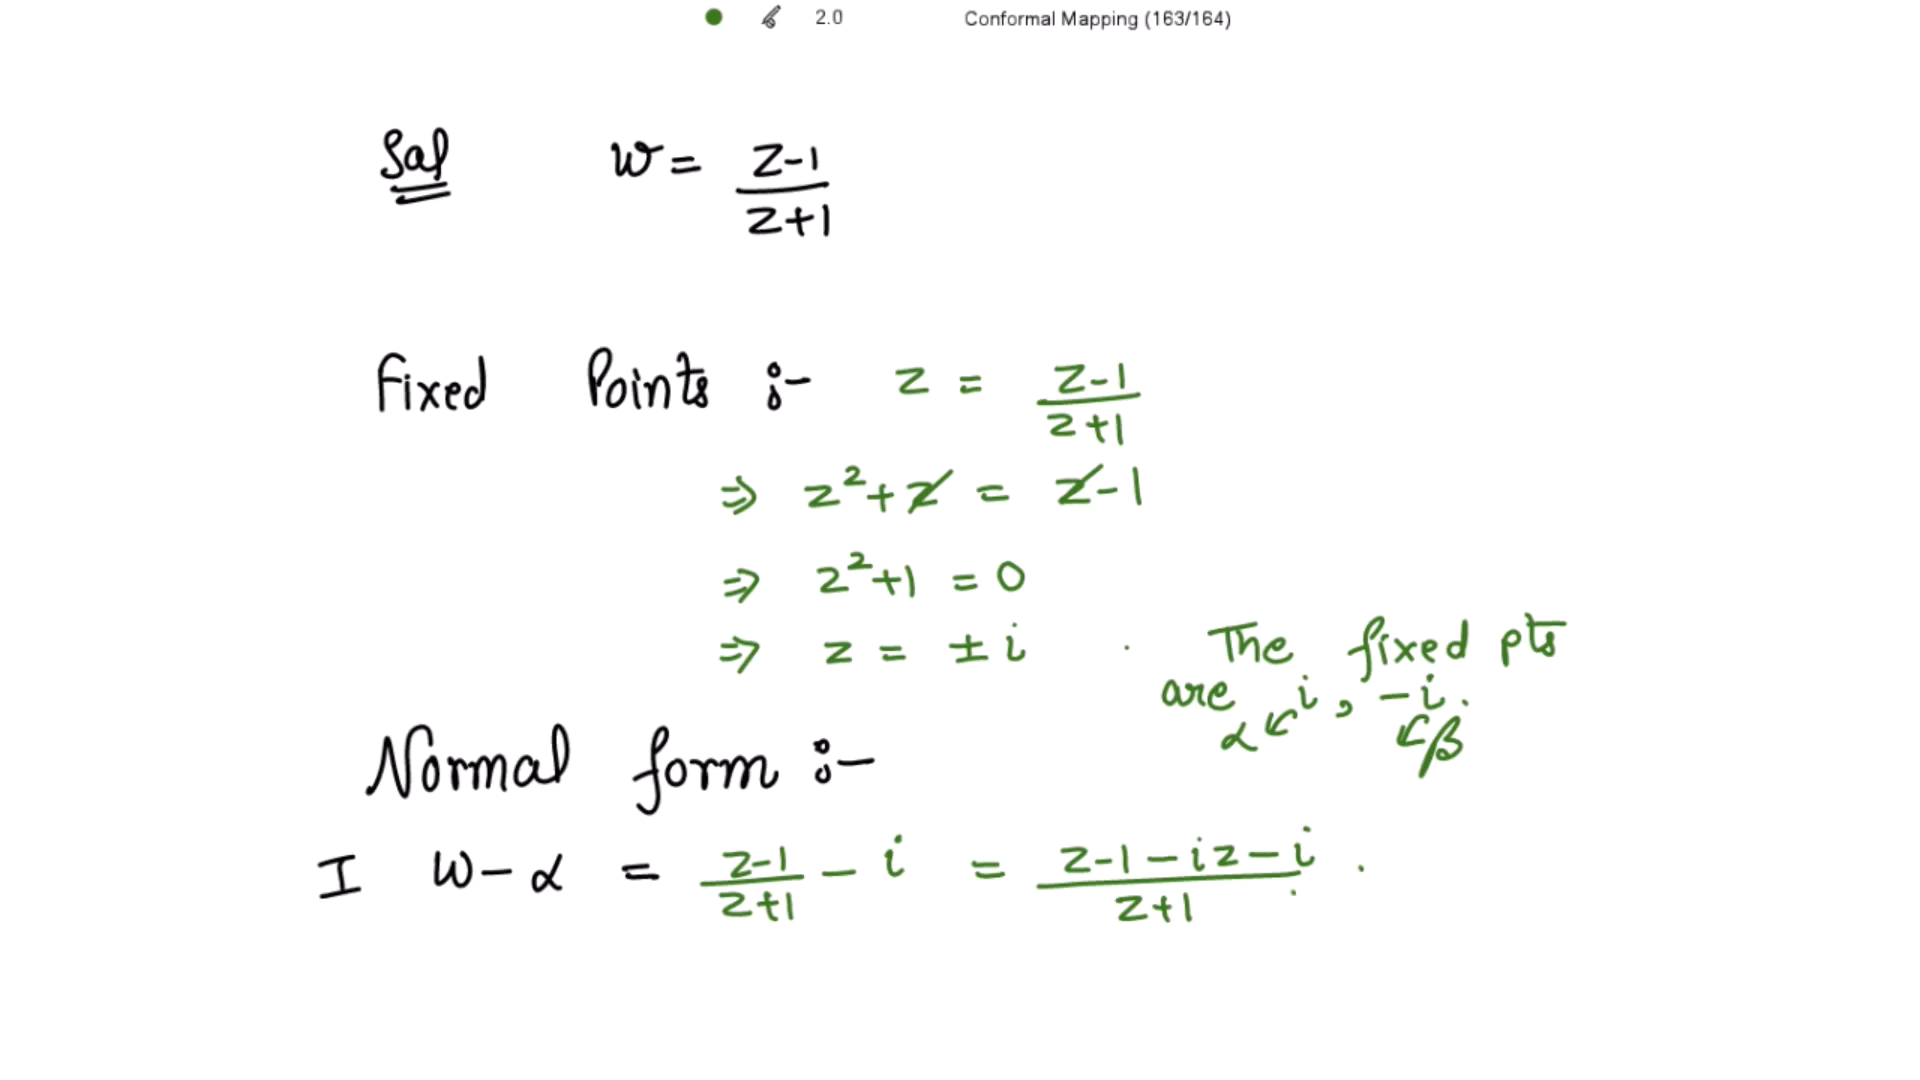 2.0 Conformal Mapping (163/164)
Sol w = z-1/z+1
Fixed Points :- z = z-1/z+1
⇒ z²+z = z-1
⇒ z²+1 = 0
⇒ z = ±i . The fixed pts
are i, -i.
α β
Normal form :-
I w-α = z-1/z+1 - i = z-1-iz-i/z+1 .